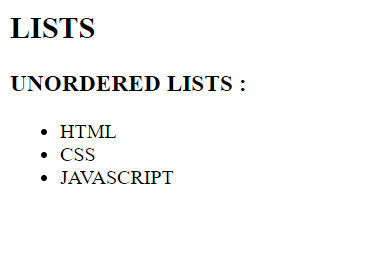 LISTS
UNORDERED LISTS :
HTML
CSS
JAVASCRIPT